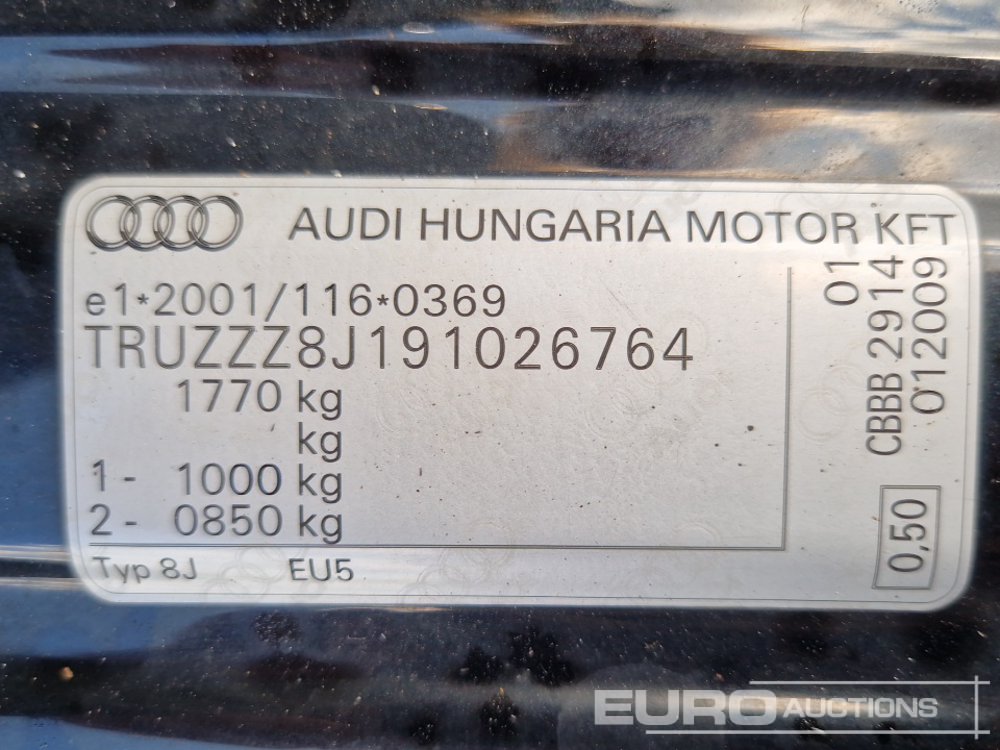 AUDI HUNGARIA MOTOR KFT
e1*2001/116*0369
TRUZZZ8J191026764
1770 kg
kg
1- 1000 kg
2- 0850 kg
Typ 8J EU5
01
CBBB 2914
012009
0,50
EURO AUCTIONS